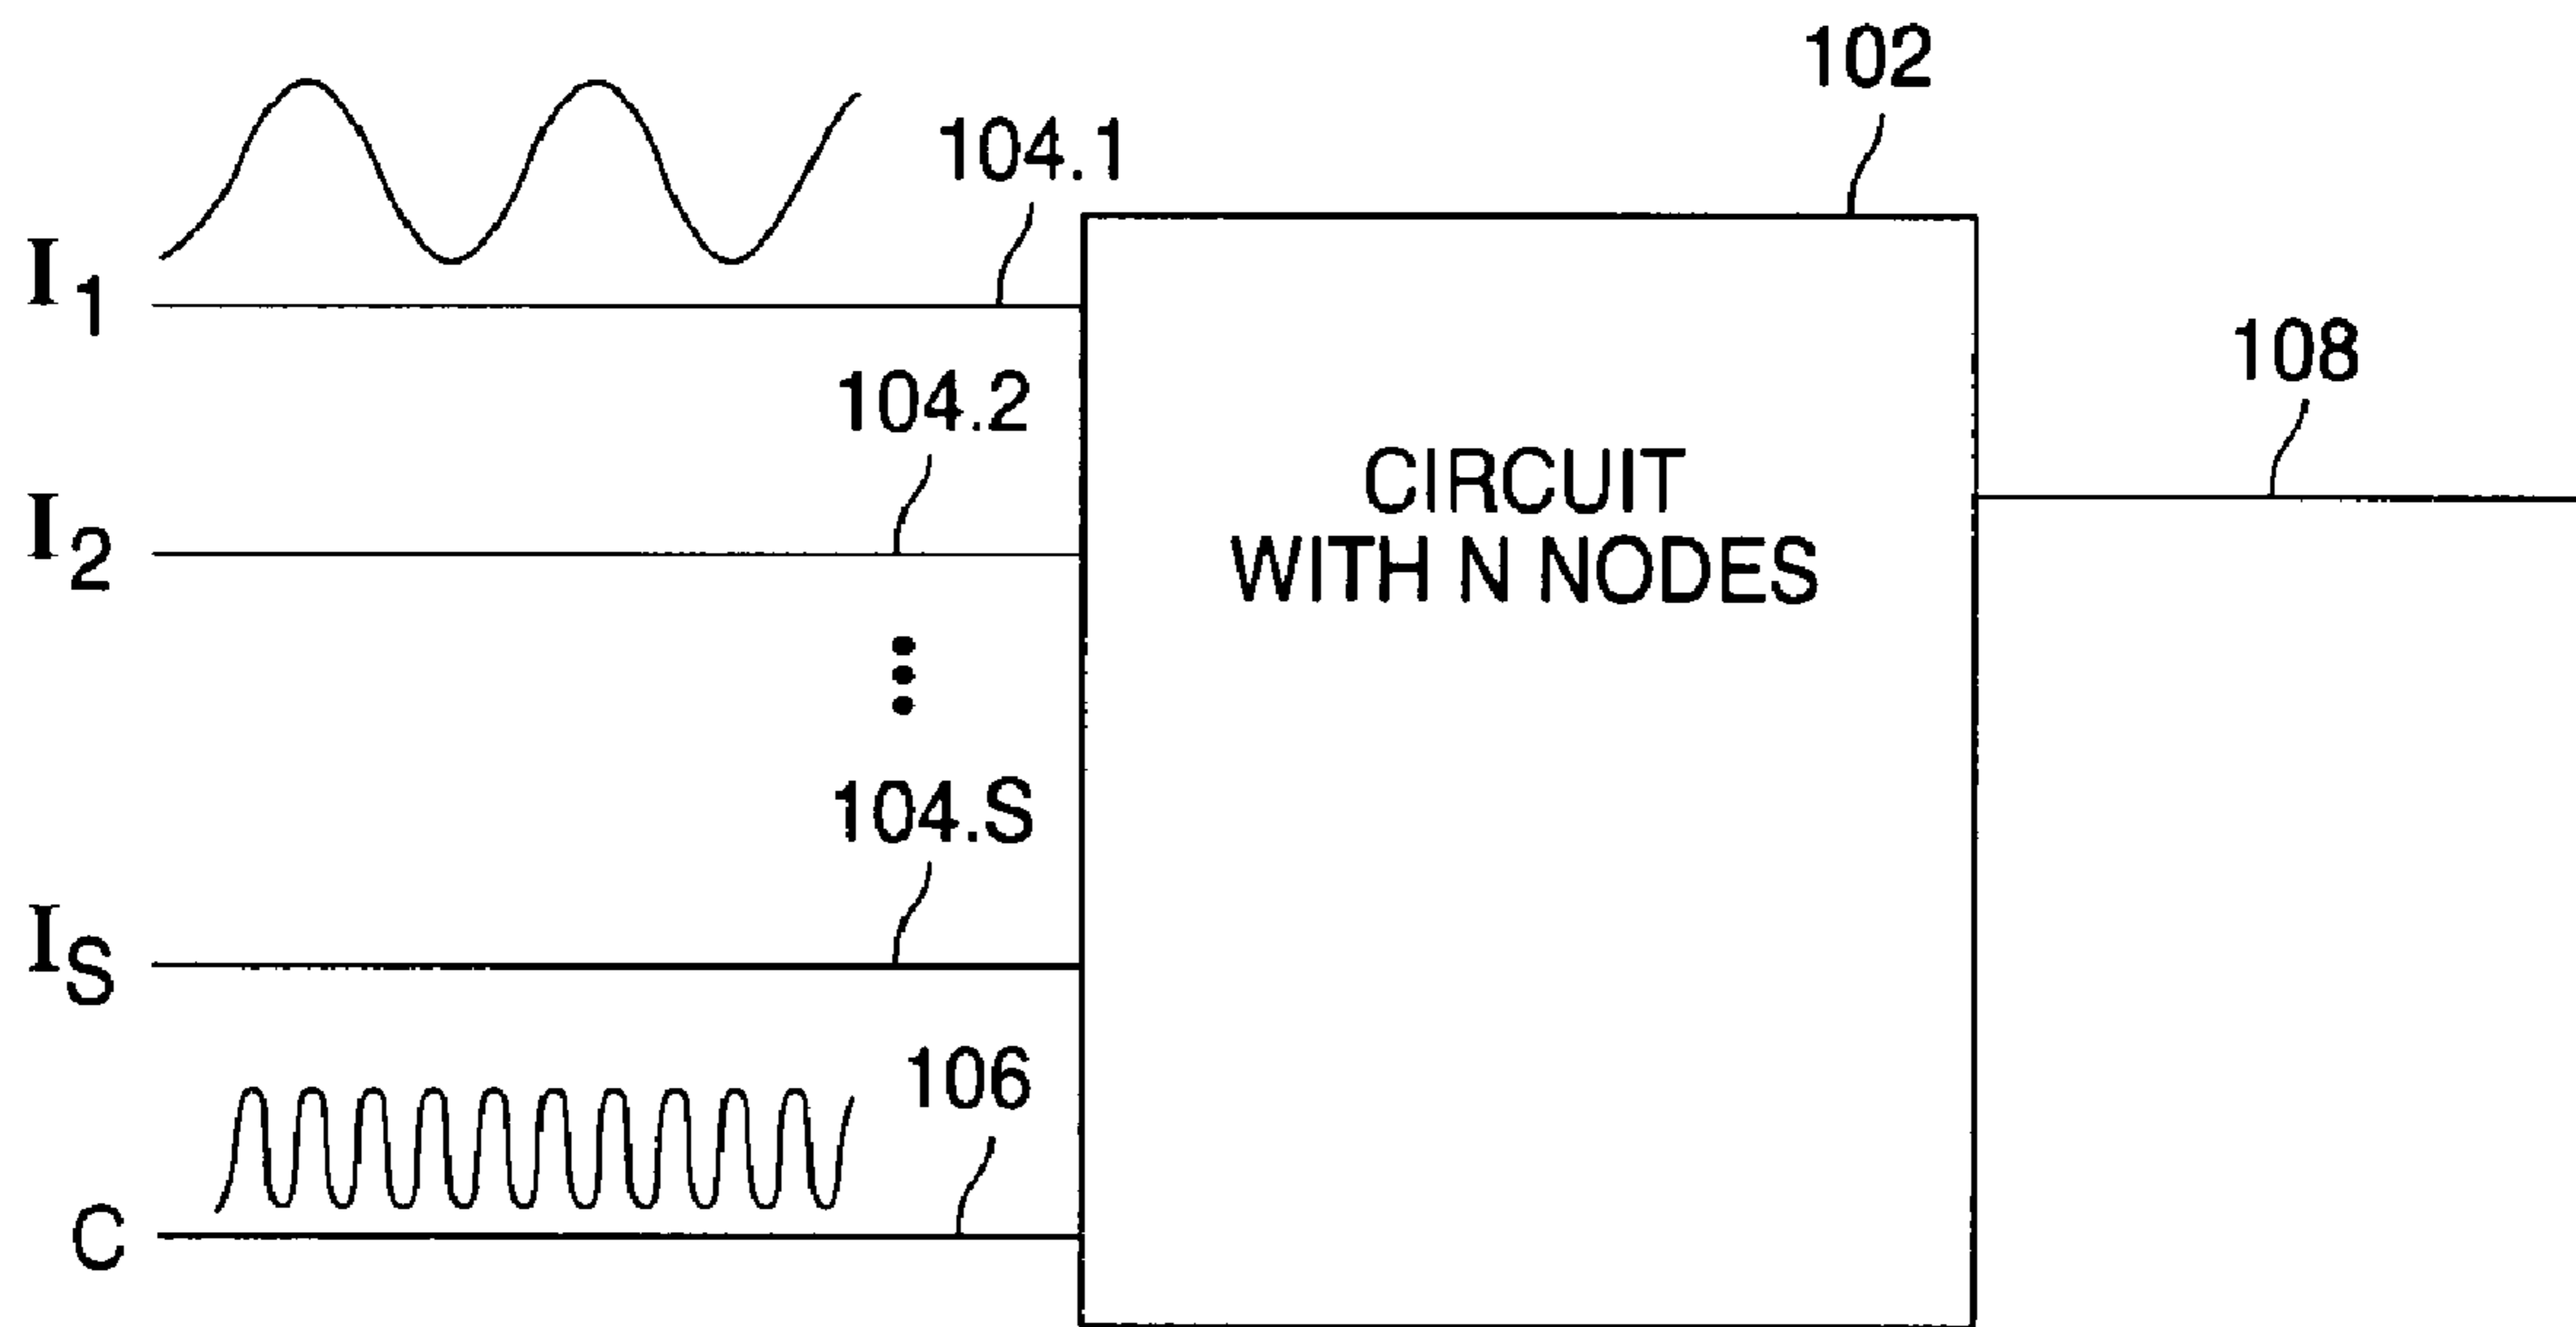 102
104.1
I1
108
104.2
CIRCUIT
WITH N NODES
I2
104.S
IS
106
C